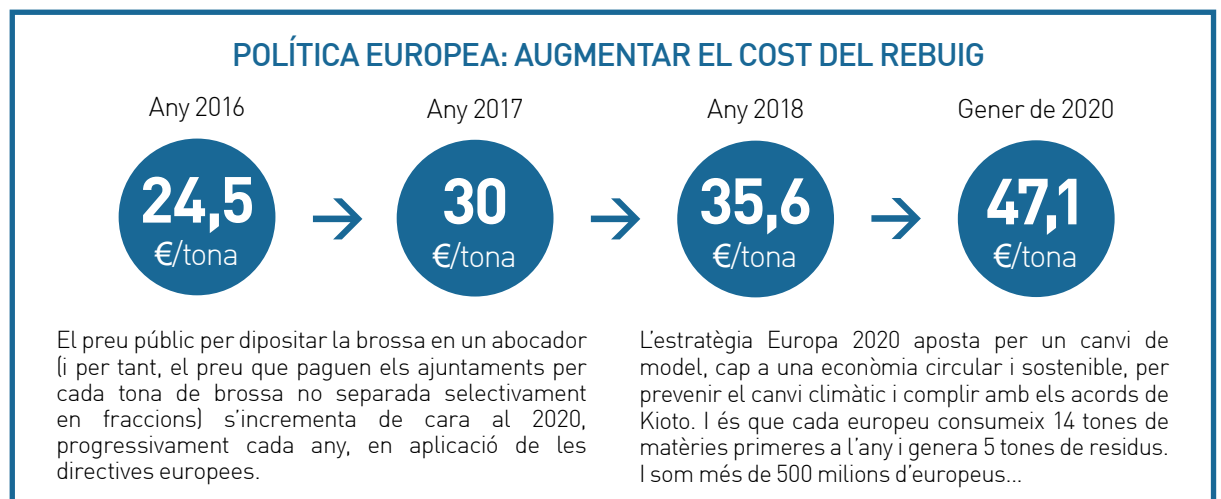 POLÍTICA EUROPEA: AUGMENTAR EL COST DEL REBUIG
Any 2016
Any 2017
Any 2018
Gener de 2020
24,5
€/tona
30
€/tona
35,6
€/tona
47,1
€/tona
El preu públic per dipositar la brossa en un abocador
(i per tant, el preu que paguen els ajuntaments per
cada tona de brossa no separada selectivament
en fraccions) s’incrementa de cara al 2020,
progressivament cada any, en aplicació de les
directives europees.
L’estratègia Europa 2020 aposta per un canvi de
model, cap a una econòmia circular i sostenible, per
prevenir el canvi climàtic i complir amb els acords de
Kioto. I és que cada europeu consumeix 14 tones de
matèries primeres a l’any i genera 5 tones de residus.
I som més de 500 milions d’europeus...